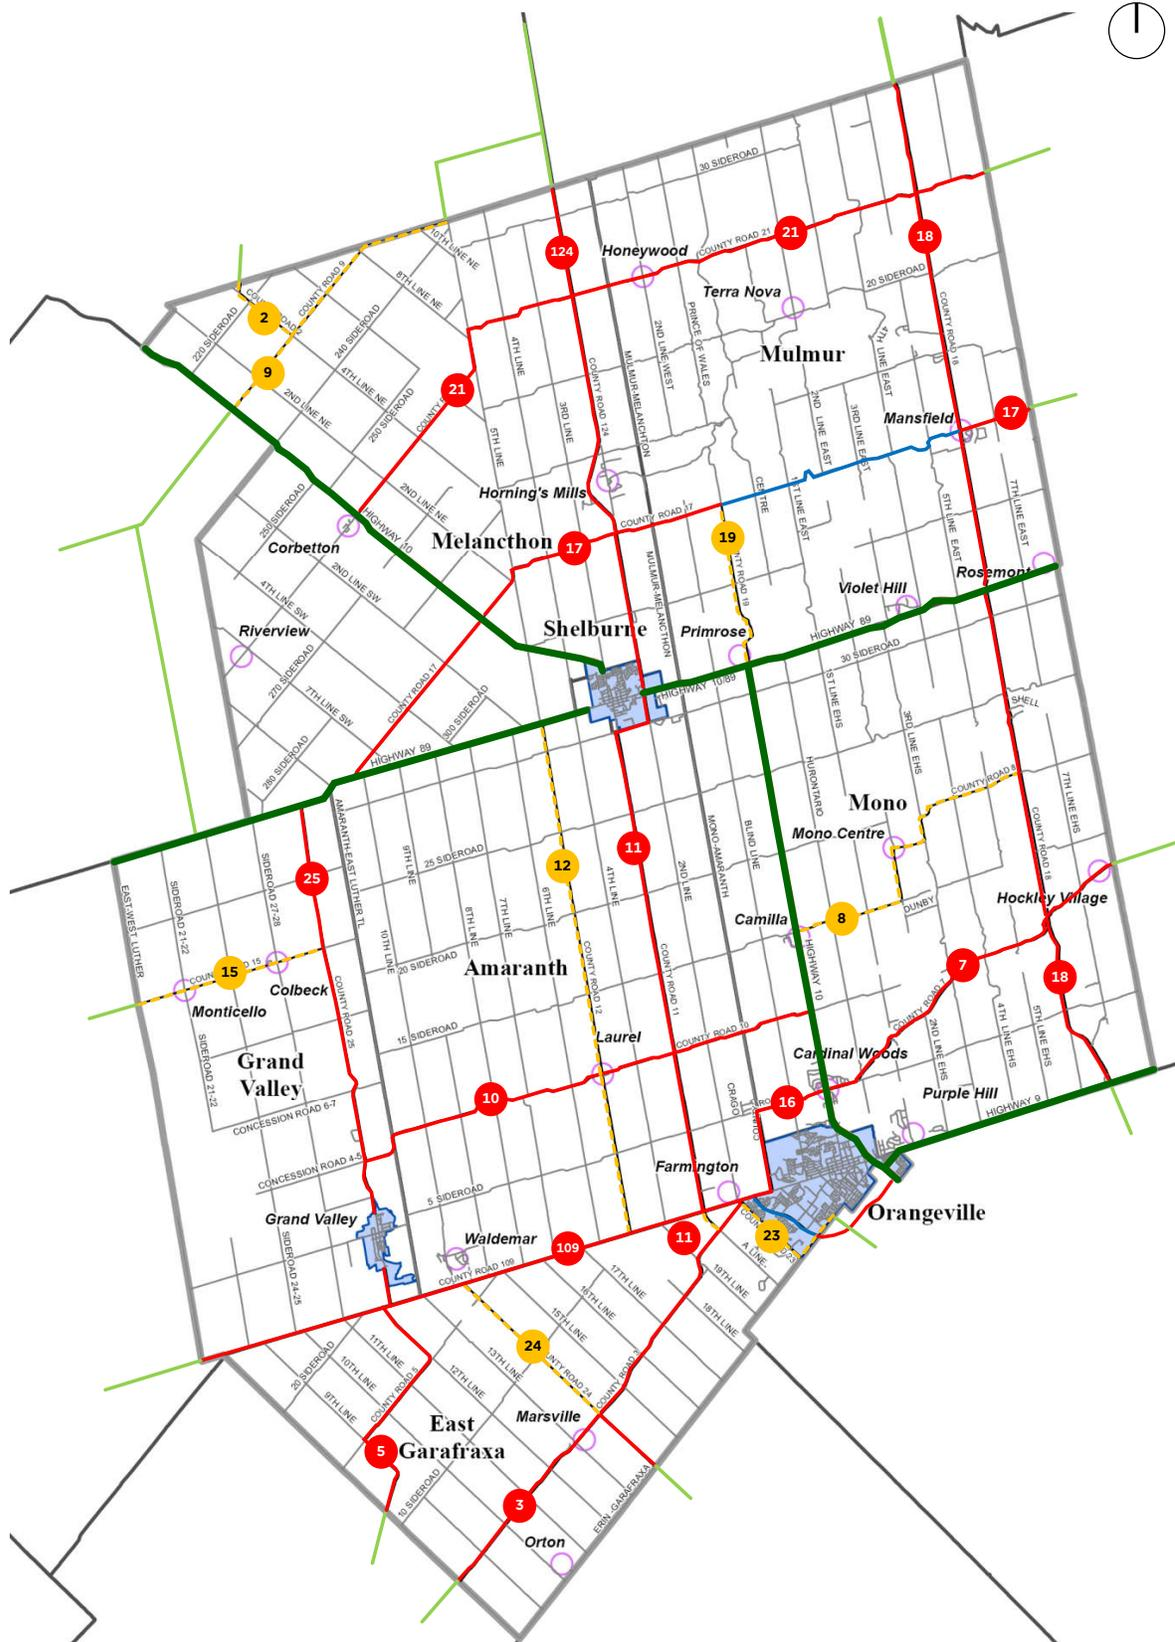 30 SIDEROAD
10TH LINE NE
124
Honeywood
COUNTY ROAD 21
21
18
8TH LINE NE
COUNTY ROAD 9
Terra Nova
20 SIDEROAD
2
220 SIDEROAD
240 SIDEROAD
4TH LINE
2ND LINE WEST
PRINCE OF WALES
COUNTY ROAD 18
4TH LINE EAST
Mulmur
9
4TH LINE NE
21
COUNTY ROAD 124
MULMUR-MELANCHTON
2ND LINE NE
250 SIDEROAD
3RD LINE
2ND LINE EAST
3RD LINE EAST
Mansfield
17
5TH LINE
Horning's Mills
CENTRE
1ST LINE EAST
5TH LINE EAST
7TH LINE EAST
250 SIDEROAD
2ND LINE NE
HIGHWAY 10
COUNTY ROAD 17
19
Corbetton
Melancthon
17
2ND LINE SW
4TH LINE SW
MULMUR-MELANCTHON
Rosemont
Violet Hill
Riverview
Shelburne
Primrose
HIGHWAY 89
30 SIDEROAD
270 SIDEROAD
COUNTY ROAD 17
HIGHWAY 10/89
7TH LINE SW
300 SIDEROAD
1ST LINE EHS
3RD LINE EHS
SHELL
280 SIDEROAD
HIGHWAY 89
HURONTARIO
COUNTY ROAD 8
7TH LINE EHS
Mono
AMARANTH-EAST LUTHER TL
MONO-AMARANTH
BLIND LINE
Mono Centre
COUNTY ROAD 18
25
9TH LINE
25 SIDEROAD
12
11
EAST-WEST LUTHER
SIDEROAD 21-22
SIDEROAD 27-28
6TH LINE
4TH LINE
2ND LINE
Hockley Village
8TH LINE
7TH LINE
DUNBY
Camilla
8
10TH LINE
20 SIDEROAD
Amaranth
HIGHWAY 10
7
15
18
Colbeck
Monticello
COUNTY ROAD 25
COUNTY ROAD 12
COUNTY ROAD 11
COUNTY ROAD 7
SIDEROAD 21-22
15 SIDEROAD
Laurel
COUNTY ROAD 10
2ND LINE EHS
4TH LINE EHS
5TH LINE EHS
Cardinal Woods
Grand
Valley
10
16
Purple Hill
HIGHWAY 9
CONCESSION ROAD 6-7
CONCESSION ROAD 4-5
Farmington
5 SIDEROAD
Grand Valley
Orangeville
Waldemar
109
11
23
SIDEROAD 24-25
COUNTY ROAD 109
A LINE
17TH LINE
19TH LINE
16TH LINE
18TH LINE
15TH LINE
20 SIDEROAD
11TH LINE
24
10TH LINE
13TH LINE
12TH LINE
COUNTY ROAD 5
9TH LINE
COUNTY ROAD 3
Marsville
East
Garafraxa
5
10 SIDEROAD
3
ERIN-GARAFRAXA
Orton